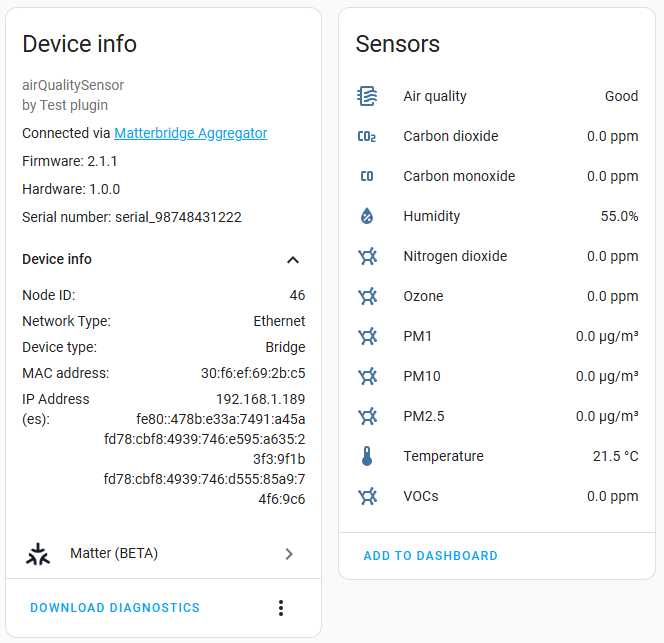 Device info
airQualitySensor
by Test plugin
Connected via Matterbridge Aggregator
Firmware: 2.1.1
Hardware: 1.0.0
Serial number: serial_98748431222
Device info
Node ID: 46
Network Type: Ethernet
Device type: Bridge
MAC address: 30:f6:ef:69:2b:c5
IP Address 192.168.1.189
(es): fe80::478b:e33a:7491:a45a
fd78:cbf8:4939:746:e595:a635:2
3f3:9f1b
fd78:cbf8:4939:746:d555:85a9:7
4f6:9c6
Matter (BETA)
DOWNLOAD DIAGNOSTICS
Sensors
Air quality Good
CO2 Carbon dioxide 0.0 ppm
CO Carbon monoxide 0.0 ppm
Humidity 55.0%
Nitrogen dioxide 0.0 ppm
Ozone 0.0 ppm
PM1 0.0 µg/m³
PM10 0.0 µg/m³
PM2.5 0.0 µg/m³
Temperature 21.5 °C
VOCs 0.0 ppm
ADD TO DASHBOARD